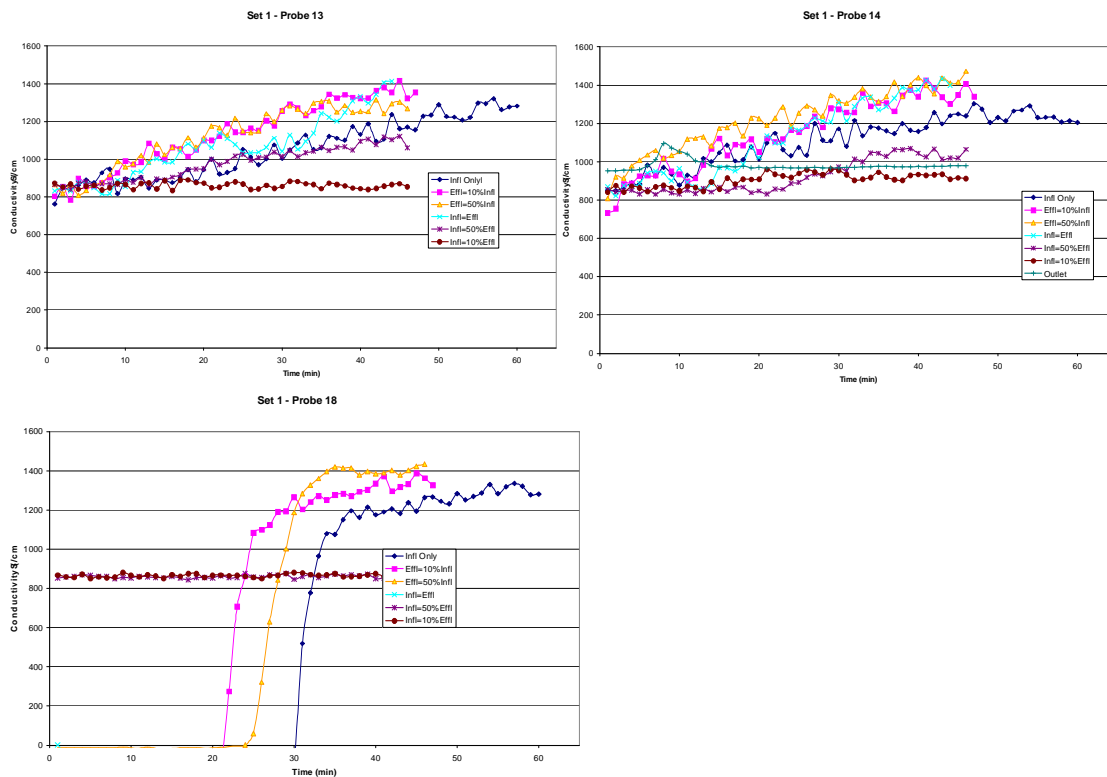 Set 1 - Probe 13
1600
1400
1200
1000
800
600
400
200
0
0 10 20 30 40 50 60
Time (min)
Infl Only!
Effl=10%Infl
Effl=50%Infl
Infl=Effl
Infl=50%Effl
Infl=10%Effl
Set 1 - Probe 14
1600
1400
1200
1000
800
600
400
200
0
0 10 20 30 40 50 60
Time (min)
Infl Only
Effl=10%Infl
Effl=50%Infl
Infl=Effl
Infl=50%Effl
Infl=10%Effl
Outlet
Set 1 - Probe 18
1600
1400
1200
1000
800
600
400
200
0
0 10 20 30 40 50 60
Time (min)
Infl Only
Effl=10%Infl
Effl=50%Infl
Infl=Effl
Infl=50%Effl
Infl=10%Effl